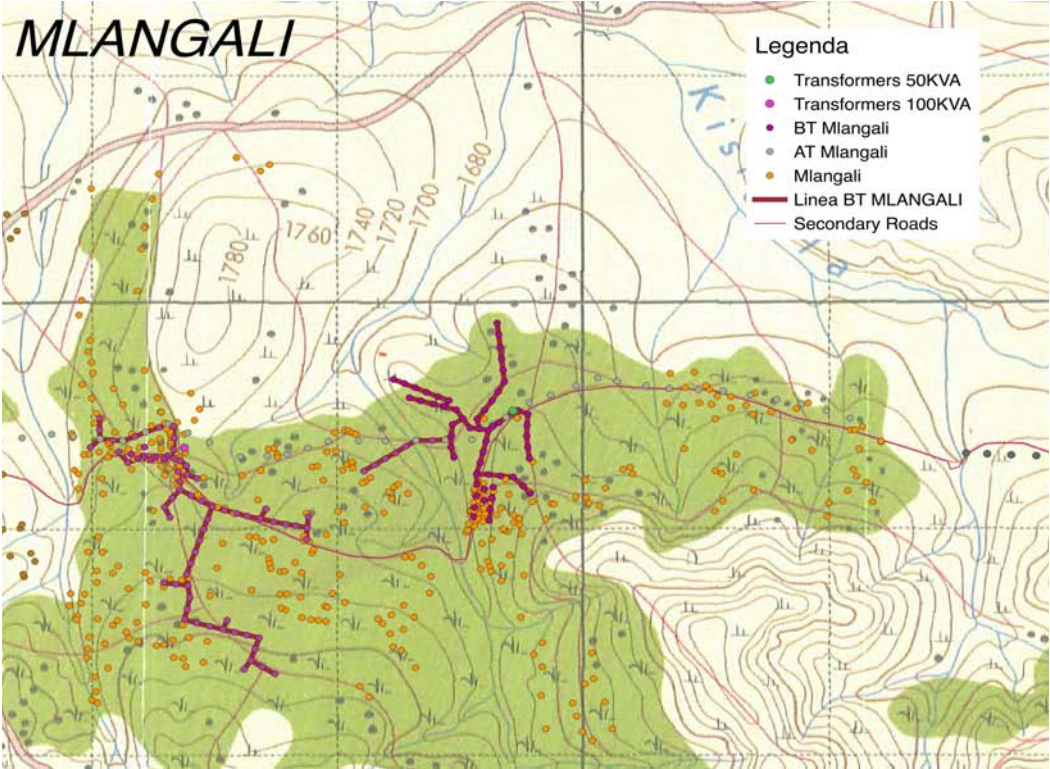 MLANGALI
Legenda
Transformers 50KVA
Transformers 100KVA
BT Mlangali
AT Mlangali
Mlangali
Linea BT MLANGALI
Secondary Roads
Kis
1680
1700
1720
1740
1760
1780